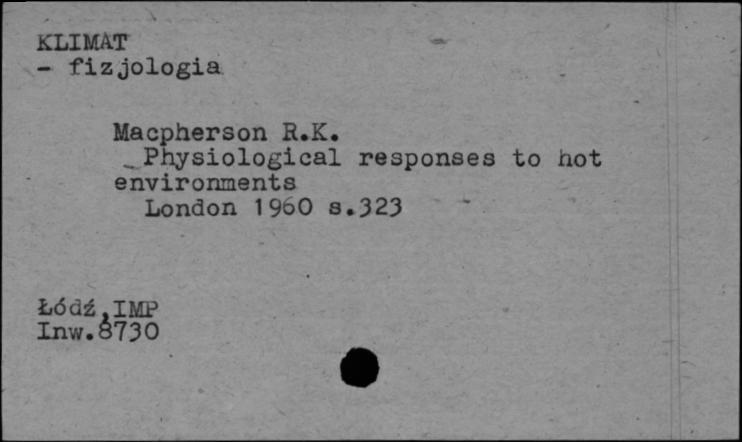 KLIMAT
- fizjologia
Macpherson R.K.
Physiological responses to hot
environments
London 1960 s.323
Łódź,IMP
Inw.8730